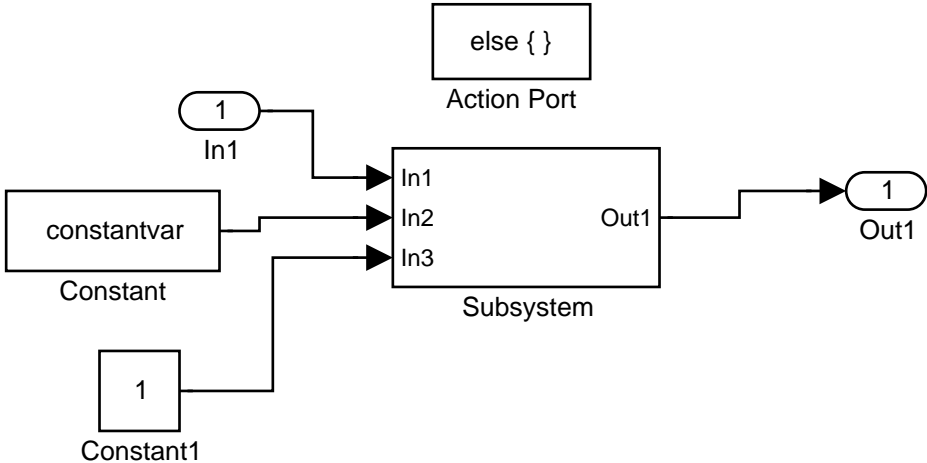 else { }
Action Port
1
In1
constantvar
Constant
1
Constant1
In1
In2
In3
Out1
Subsystem
1
Out1